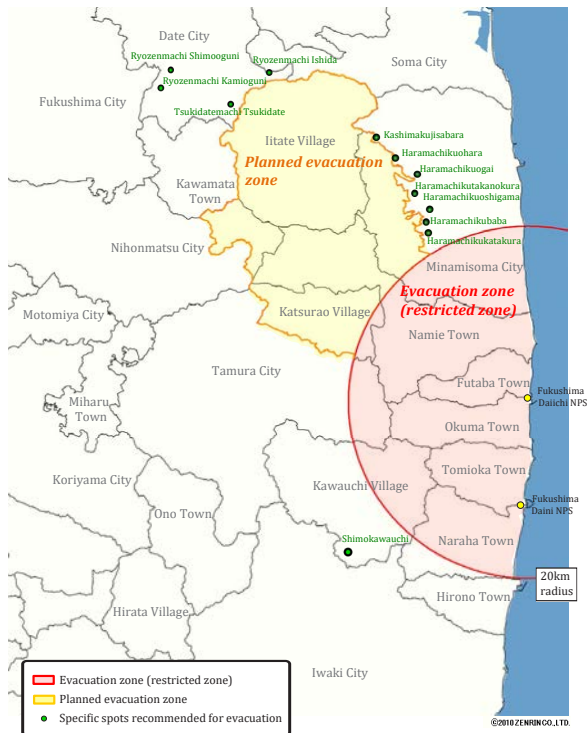 Date City
Ryozenmachi Shimooguni
Ryozenmachi Ishida
Soma City
Ryozenmachi Kamioguni
Fukushima City
Tsukidatemachi Tsukidate
Iitate Village
Kashimakujisabara
Planned evacuation
zone
Haramachikuohara
Haramachikuogai
Kawamata
Town
Haramachikutakanokura
Haramachikuoshigama
Haramachikubaba
Haramachikukatakura
Nihonmatsu City
Minamisoma City
Evacuation zone
(restricted zone)
Katsurao Village
Motomiya City
Namie Town
Tamura City
Futaba Town
Fukushima
Daiichi NPS
Miharu
Town
Okuma Town
Tomioka Town
Koriyama City
Kawauchi Village
Fukushima
Daini NPS
Ono Town
Shimokawauchi
Naraha Town
20km
radius
Hirono Town
Hirata Village
Iwaki City
Evacuation zone (restricted zone)
Planned evacuation zone
Specific spots recommended for evacuation
©2010 ZENRIN CO., LTD.